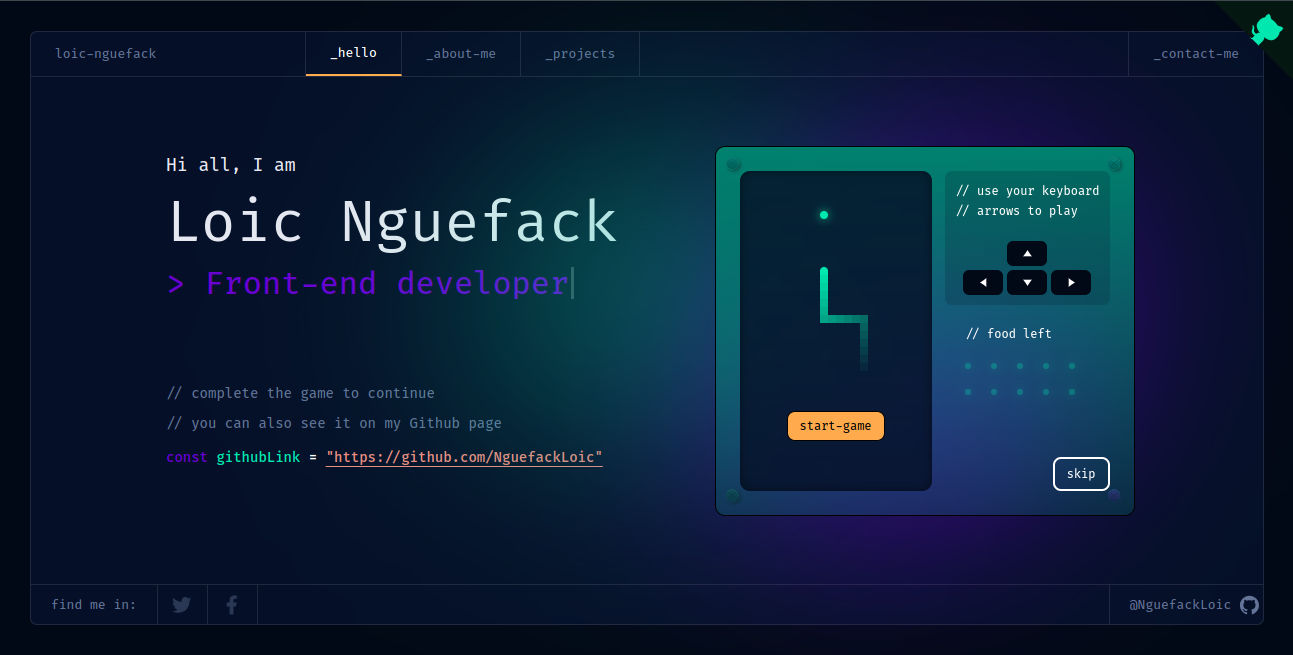 loic-nguefack
_hello
_about-me
_projects
_contact-me
Hi all, I am
Loic Nguefack
> Front-end developer
// complete the game to continue
// you can also see it on my Github page
const githubLink = "https://github.com/NguefackLoic"
start-game
// use your keyboard
// arrows to play
// food left
skip
find me in:
@NguefackLoic